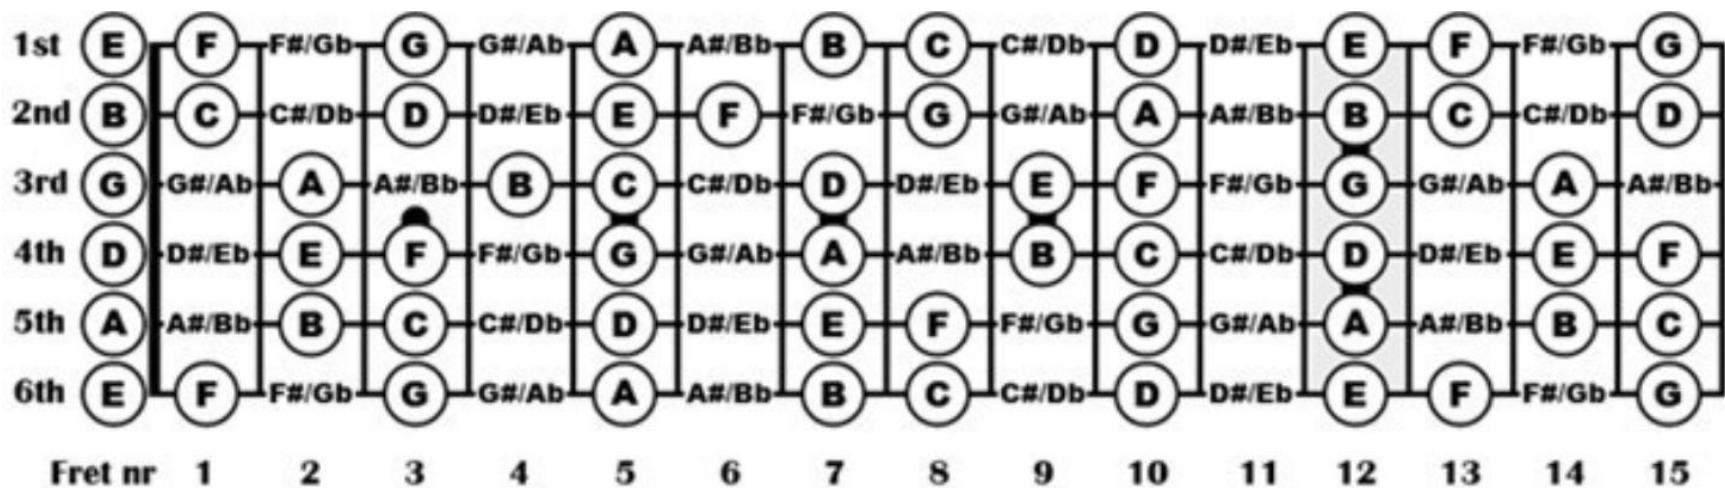 1st E F F#/Gb G G#/Ab A A#/Bb B C C#/Db D D#/Eb E F F#/Gb G
2nd B C C#/Db D D#/Eb E F F#/Gb G G#/Ab A A#/Bb B C C#/Db D
3rd G G#/Ab A A#/Bb B C C#/Db D D#/Eb E F F#/Gb G G#/Ab A A#/Bb
4th D D#/Eb E F F#/Gb G G#/Ab A A#/Bb B C C#/Db D D#/Eb E F
5th A A#/Bb B C C#/Db D D#/Eb E F F#/Gb G G#/Ab A A#/Bb B C
6th E F F#/Gb G G#/Ab A A#/Bb B C C#/Db D D#/Eb E F F#/Gb G
Fret nr 1 2 3 4 5 6 7 8 9 10 11 12 13 14 15